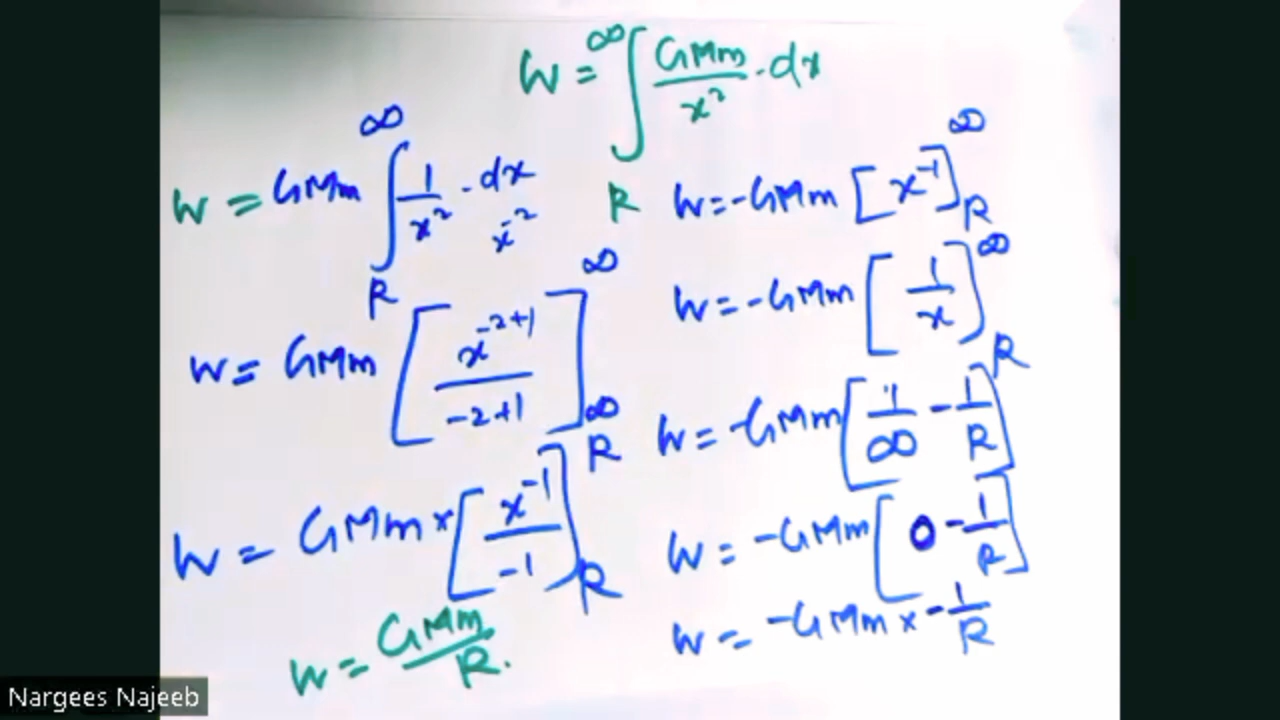 W = ∫_R^∞ GMm/x² · dx
W = GMm ∫_R^∞ 1/x² · dx
x⁻²
W = GMm [x⁻²⁺¹/-2+1]_R^∞
W = GMm × [x⁻¹/-1]_R^∞
W = GMm/R.
W = -GMm [x⁻¹]_R^∞
W = -GMm [1/x]_R^∞
W = -GMm [1/∞ - 1/R]
W = -GMm [0 - 1/R]
W = -GMm × -1/R
Nargees Najeeb